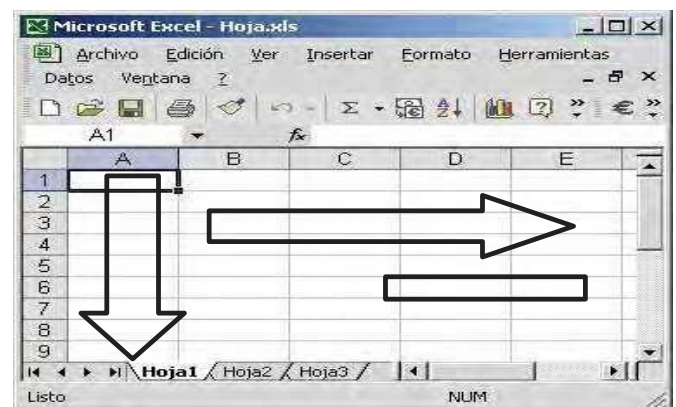 Microsoft Excel - Hoja.xls
Archivo Edición Ver Insertar Formato Herramientas
Datos Ventana ?
A1 fx
A B C D E
1
2
3
4
5
6
7
8
9
Hoja1 Hoja2 Hoja3
Listo NUM